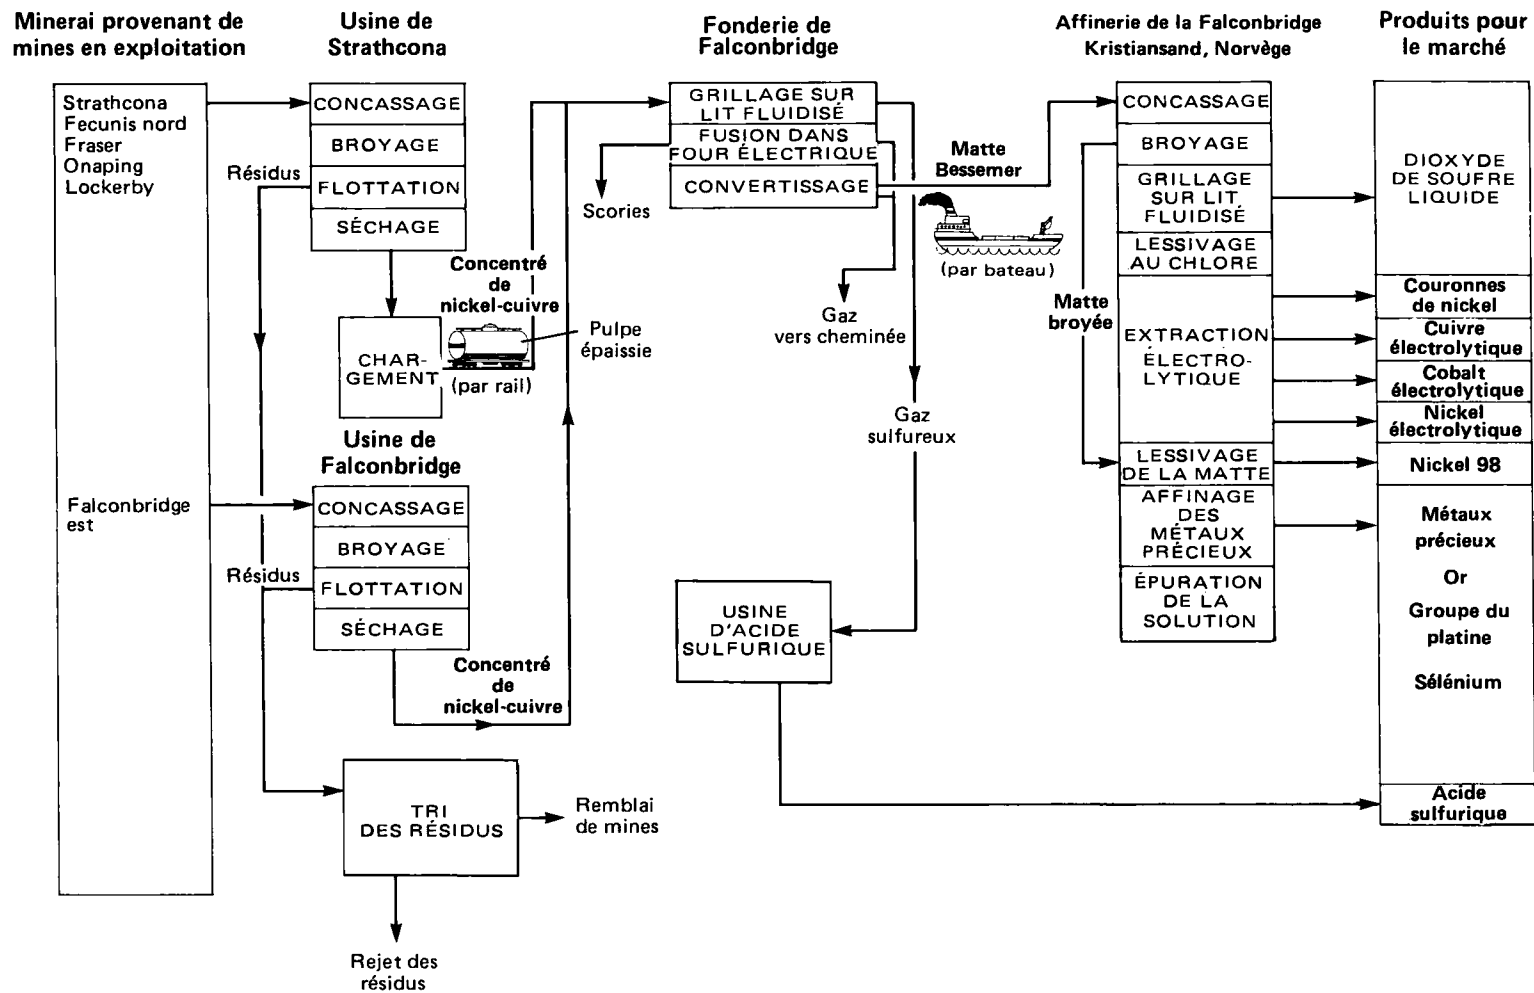 Minerai provenant de
mines en exploitation
Strathcona
Fecunis nord
Fraser
Onaping
Lockerby
Falconbridge
est
Usine de
Strathcona
CONCASSAGE
BROYAGE
FLOTTATION
SÉCHAGE
Résidus
CHAR-
GEMENT
Concentré
de
nickel-cuivre
(par rail)
Pulpe
épaissie
Usine de
Falconbridge
CONCASSAGE
BROYAGE
FLOTTATION
SÉCHAGE
Résidus
Concentré
de
nickel-cuivre
TRI
DES RÉSIDUS
Remblai
de mines
Rejet des
résidus
Fonderie de
Falconbridge
GRILLAGE SUR
LIT FLUIDISÉ
FUSION DANS
FOUR ÉLECTRIQUE
CONVERTISSAGE
Scories
Gaz
vers cheminée
Gaz
sulfureux
USINE
D'ACIDE
SULFURIQUE
Matte
Bessemer
(par bateau)
Affinerie de la Falconbridge
Kristiansand, Norvège
CONCASSAGE
BROYAGE
GRILLAGE
SUR LIT
FLUIDISÉ
LESSIVAGE
AU CHLORE
Matte
broyée
EXTRACTION
ÉLECTRO-
LYTIQUE
LESSIVAGE
DE LA MATTE
AFFINAGE
DES
MÉTAUX
PRÉCIEUX
ÉPURATION
DE LA
SOLUTION
Produits pour
le marché
DIOXYDE
DE SOUFRE
LIQUIDE
Couronnes
de nickel
Cuivre
électrolytique
Cobalt
électrolytique
Nickel
électrolytique
Nickel 98
Métaux
précieux
Or
Groupe du
platine
Sélénium
Acide
sulfurique